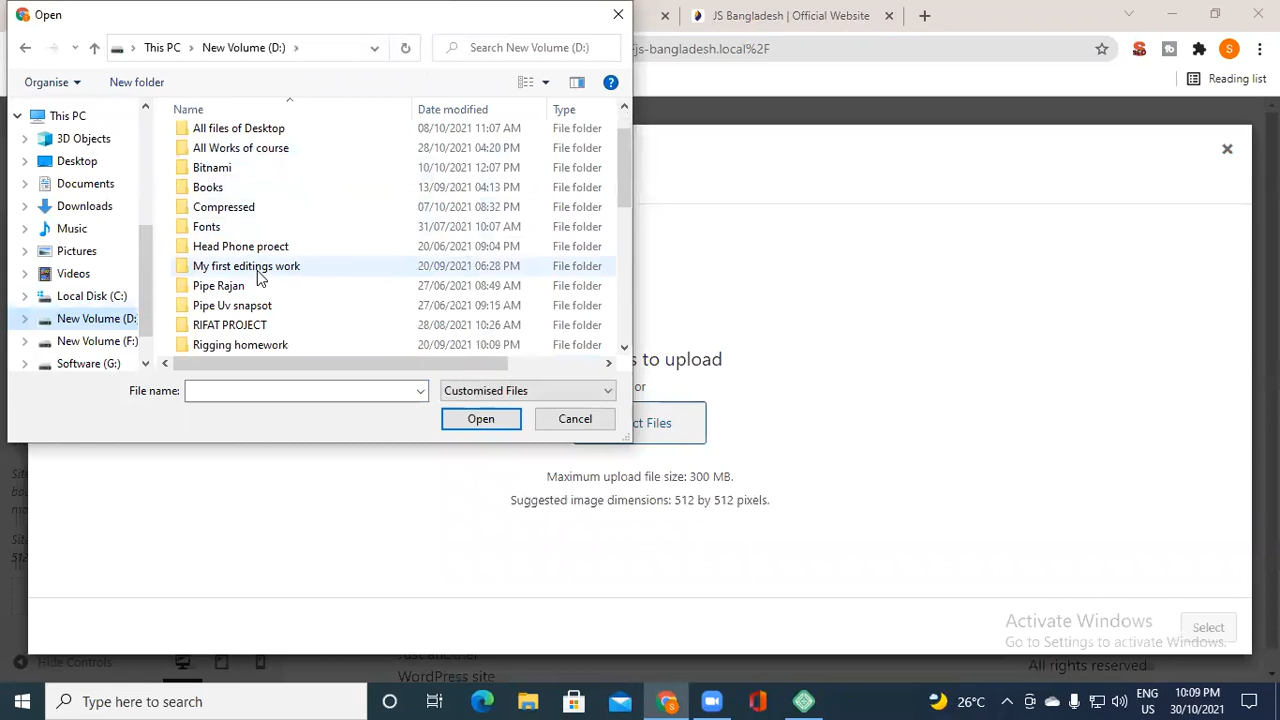 Open
JS Bangladesh | Official Website
This PC
New Volume (D:)
Search New Volume (D:)
js-bangladesh.local%2F
S
Organise
New folder
Reading list
Name
Date modified
Type
This PC
3D Objects
Desktop
Documents
Downloads
Music
Pictures
Videos
Local Disk (C:)
New Volume (D:
New Volume (F:)
Software (G:)
All files of Desktop 08/10/2021 11:07 AM File folder
All Works of course 28/10/2021 04:20 PM File folder
Bitnami 10/10/2021 12:07 PM File folder
Books 13/09/2021 04:13 PM File folder
Compressed 07/10/2021 08:32 PM File folder
Fonts 31/07/2021 10:07 AM File folder
Head Phone proect 20/06/2021 09:04 PM File folder
My first editings work 20/09/2021 06:28 PM File folder
Pipe Rajan 27/06/2021 08:49 AM File folder
Pipe Uv snapsot 27/06/2021 09:15 AM File folder
RIFAT PROJECT 28/08/2021 10:26 AM File folder
Rigging homework 20/09/2021 10:09 PM File folder
File name:
Customised Files
Open
Cancel
s to upload
or
ct Files
Maximum upload file size: 300 MB.
Suggested image dimensions: 512 by 512 pixels.
Activate Windows
Go to Settings to activate Windows.
Select
Hide Controls
Just another
WordPress site
All rights reserved
Type here to search
26°C
ENG
US
10:09 PM
30/10/2021